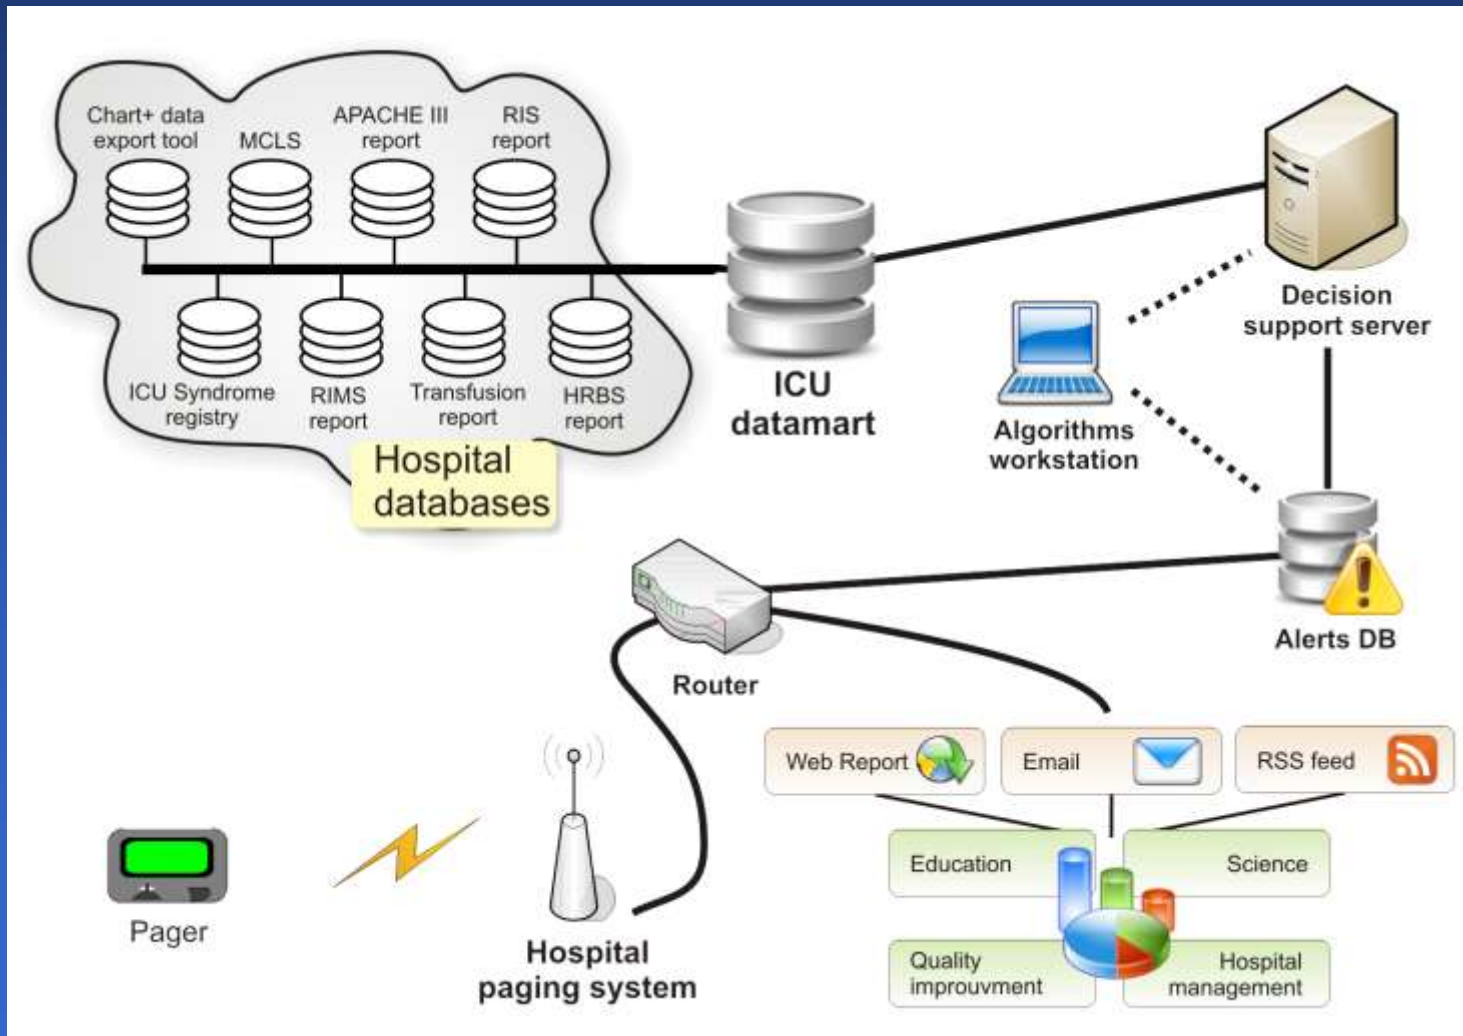 Chart+ data
export tool
MCLS
APACHE III
report
RIS
report
ICU Syndrome
registry
RIMS
report
Transfusion
report
HRBS
report
Hospital
databases
ICU
datamart
Decision
support server
Algorithms
workstation
Alerts DB
Router
Web Report
Email
RSS feed
Education
Science
Quality
improuvment
Hospital
management
Pager
Hospital
paging system